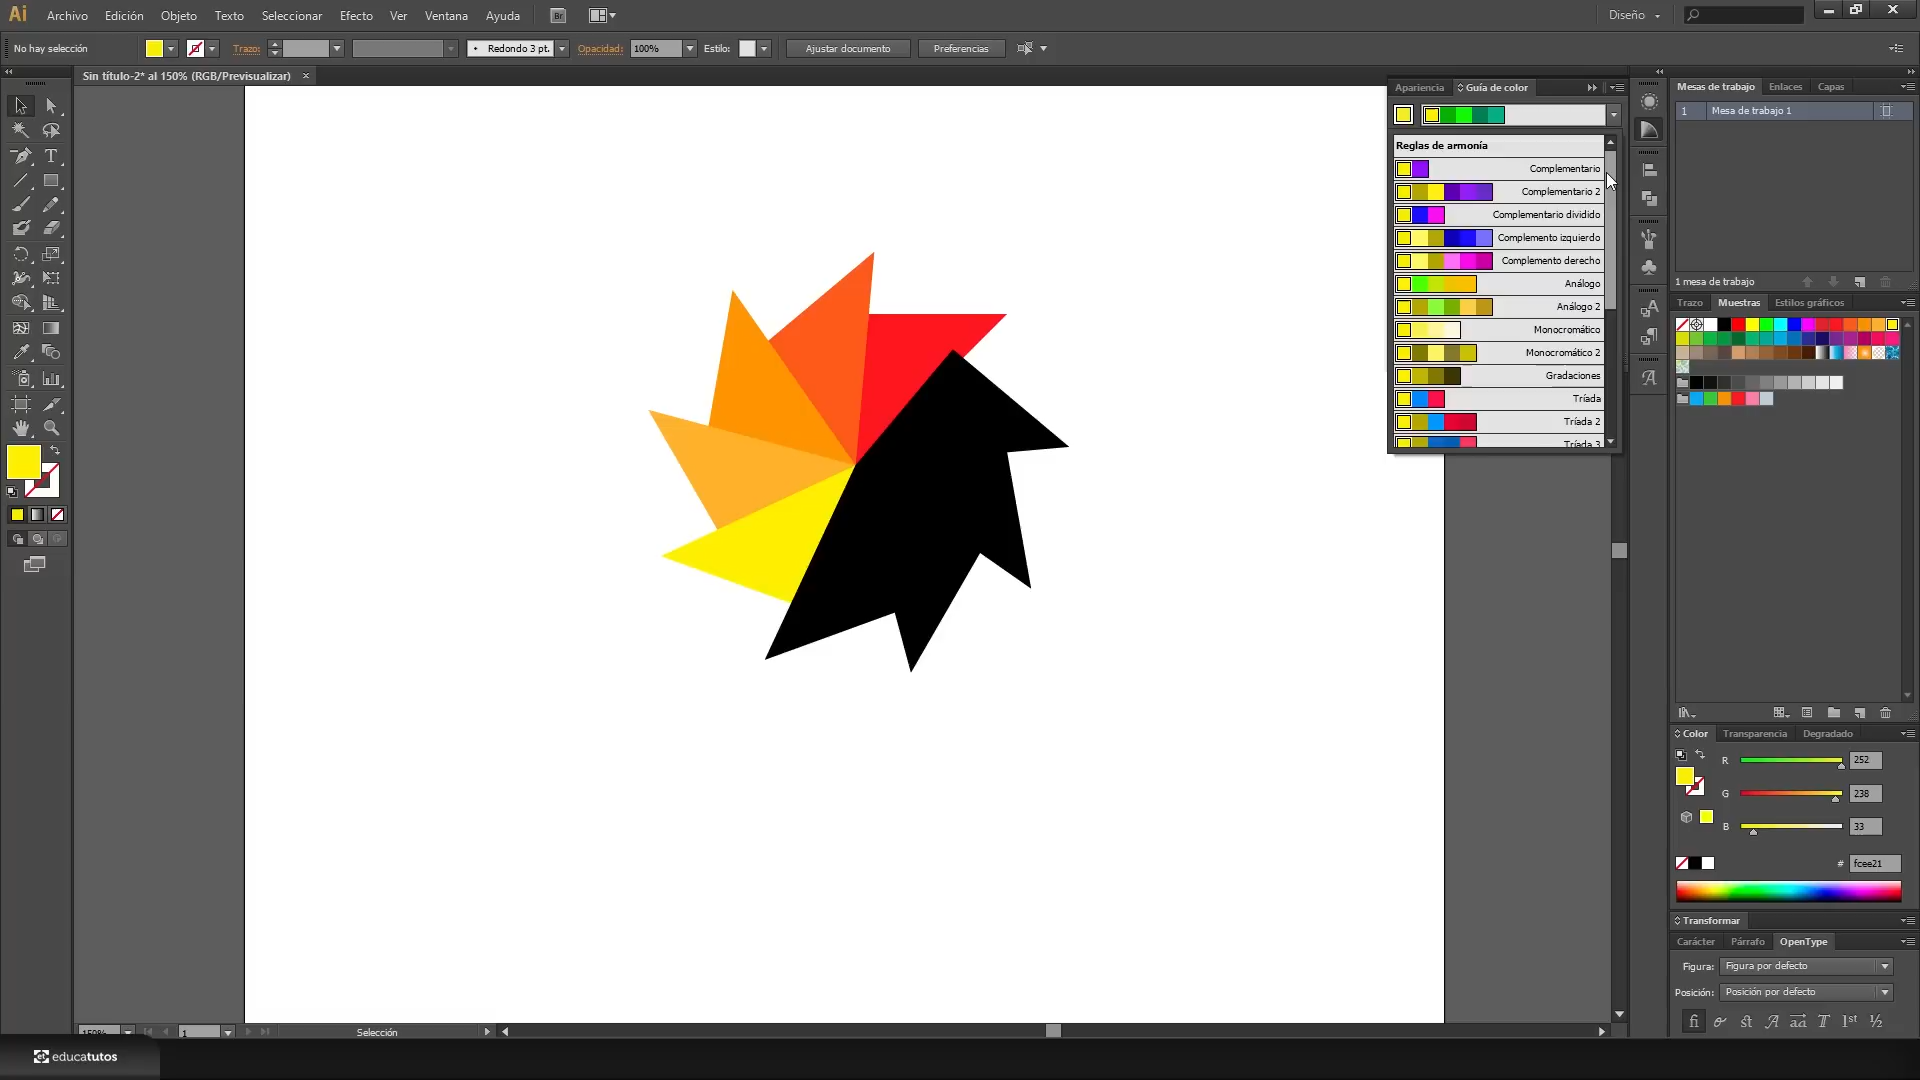 Ai Archivo Edición Objeto Texto Seleccionar Efecto Ver Ventana Ayuda Br Diseño
No hay selección Trazo: Redondo 3 pt. Opacidad: 100% Estilo: Ajustar documento Preferencias
Sin título-2* al 150% (RGB/Previsualizar)
Apariencia Guía de color
Reglas de armonía
Complementario
Complementario 2
Complementario dividido
Complemento izquierdo
Complemento derecho
Análogo
Análogo 2
Monocromático
Monocromático 2
Gradaciones
Tríada
Tríada 2
Tríada 3
Mesas de trabajo Enlaces Capas
1 Mesa de trabajo 1
1 mesa de trabajo
Trazo Muestras Estilos gráficos
Color Transparencia Degradado
R 252
G 238
B 33
# fcee21
Transformar
Carácter Párrafo OpenType
Figura: Figura por defecto
Posición: Posición por defecto
150% 1 Selección
educatutos